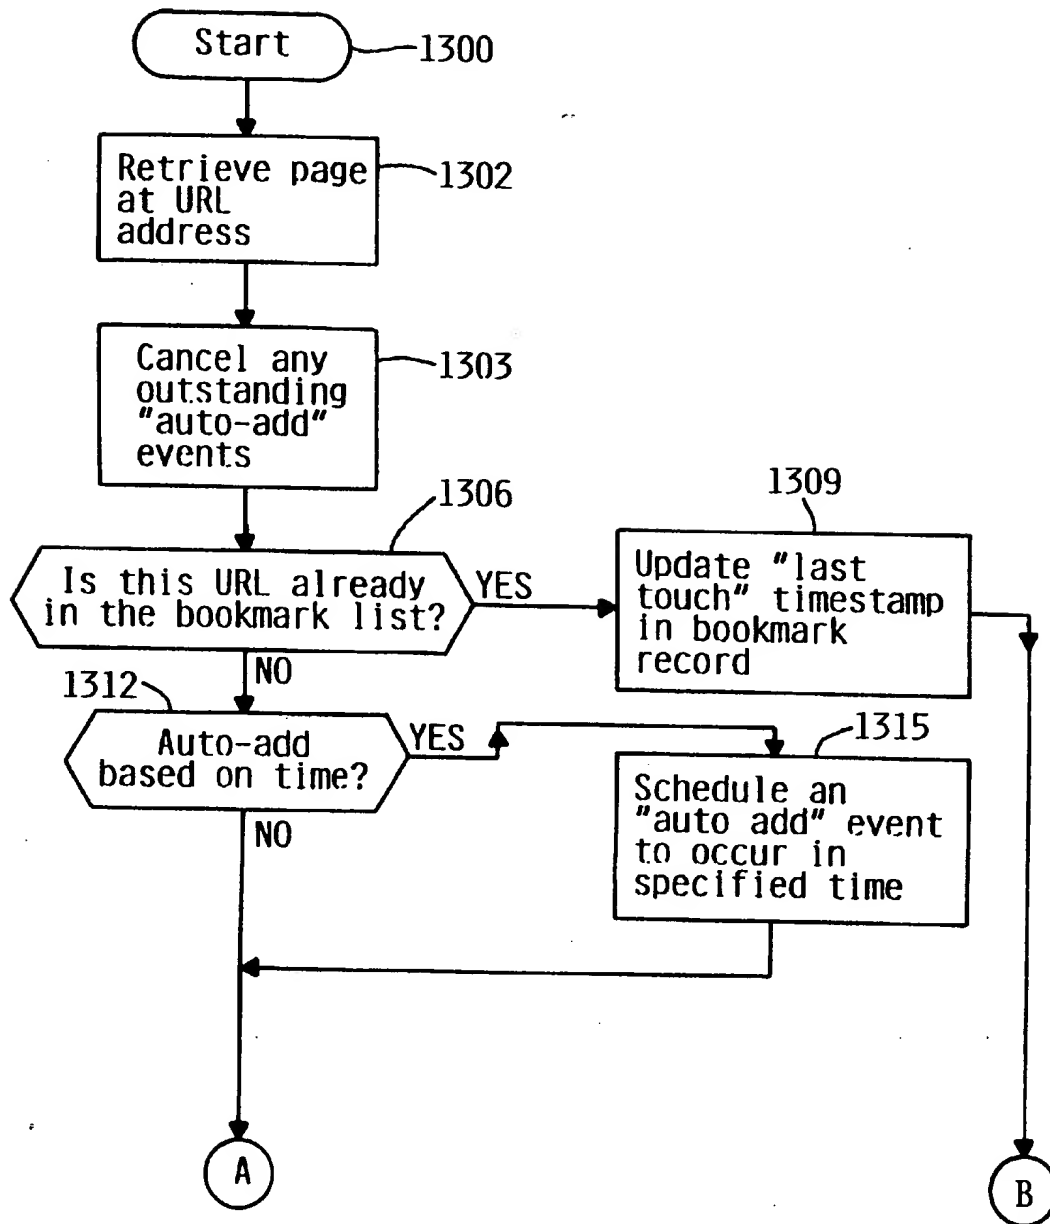 Start
1300
Retrieve page
at URL
address
1302
Cancel any
outstanding
"auto-add"
events
1303
1306
Is this URL already
in the bookmark list?
YES
NO
1309
Update "last
touch" timestamp
in bookmark
record
1312
Auto-add
based on time?
YES
NO
1315
Schedule an
"auto add" event
to occur in
specified time
A
B